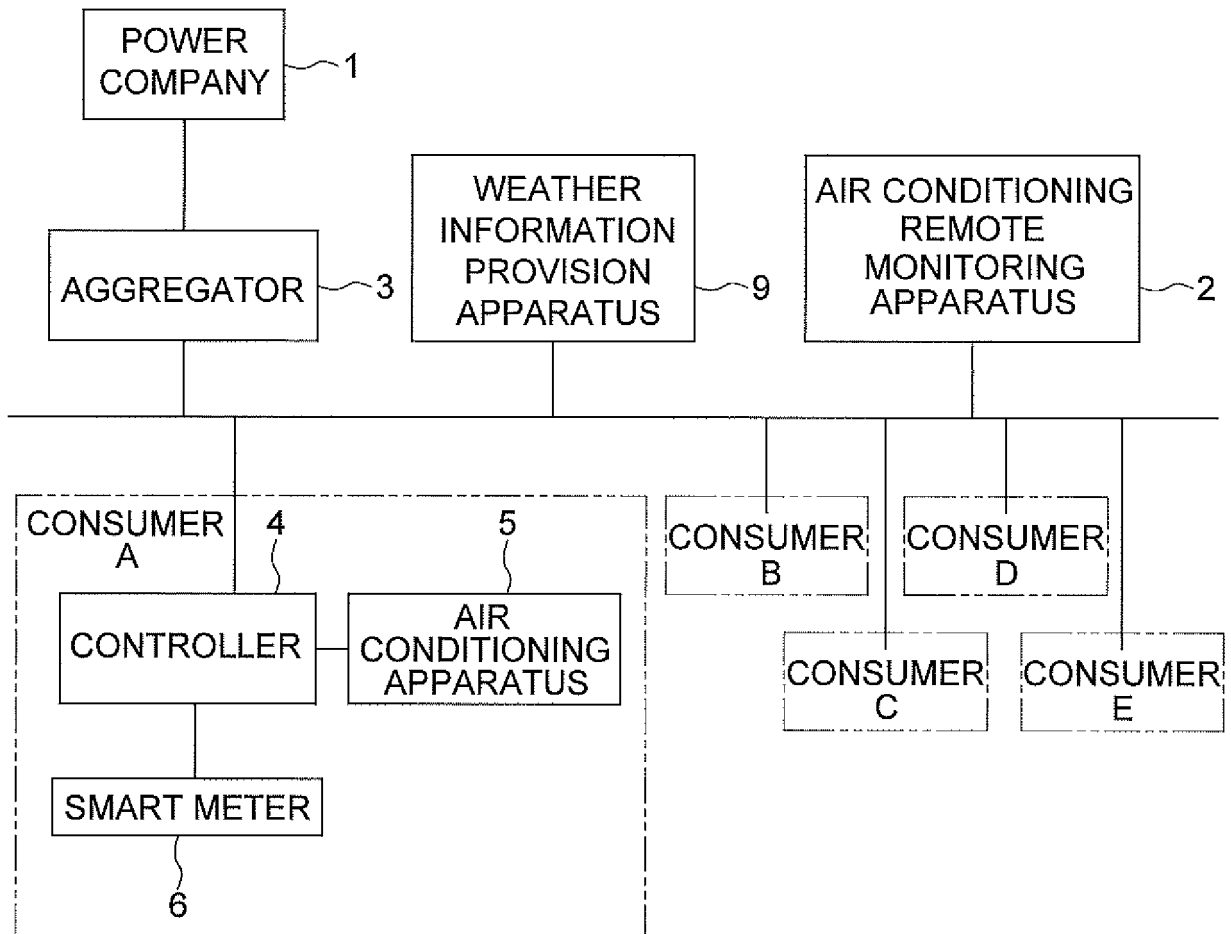 POWER
COMPANY
1
WEATHER
INFORMATION
PROVISION
APPARATUS
9
AIR CONDITIONING
REMOTE
MONITORING
APPARATUS
2
AGGREGATOR
3
CONSUMER
A
4
5
CONTROLLER
AIR
CONDITIONING
APPARATUS
SMART METER
6
CONSUMER
B
CONSUMER
D
CONSUMER
C
CONSUMER
E